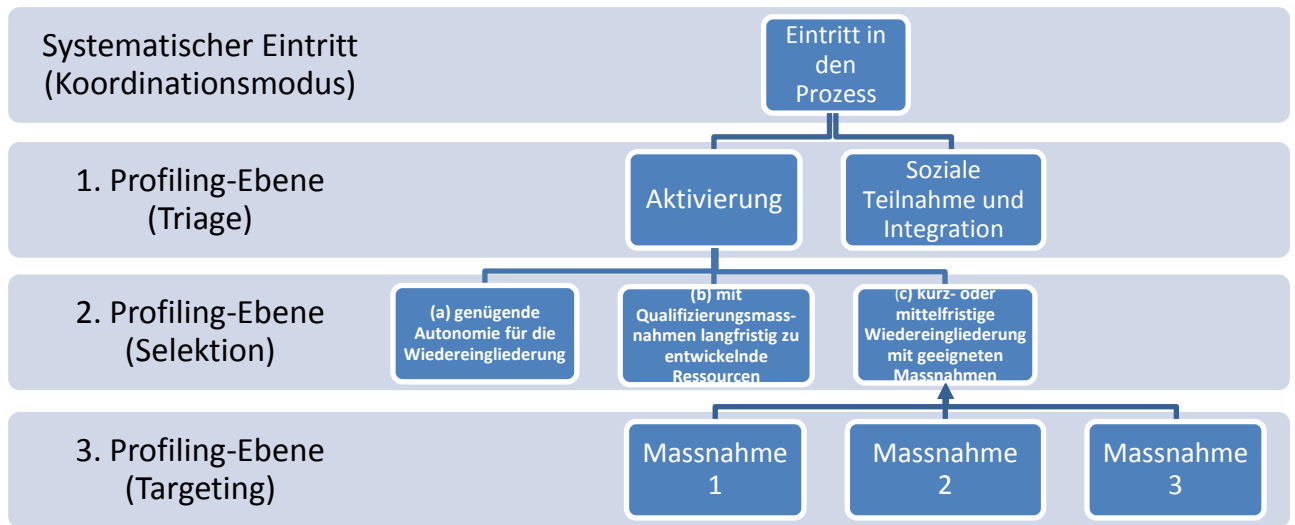 Systematischer Eintritt
(Koordinationsmodus)
Eintritt in
den
Prozess
1. Profiling-Ebene
(Triage)
Aktivierung
Soziale
Teilnahme und
Integration
2. Profiling-Ebene
(Selektion)
(a) genügende
Autonomie für die
Wiedereingliederung
(b) mit
Qualifizierungsmass-
nahmen langfristig zu
entwickelnde
Ressourcen
(c) kurz- oder
mittelfristige
Wiedereingliederung
mit geeigneten
Massnahmen
3. Profiling-Ebene
(Targeting)
Massnahme
1
Massnahme
2
Massnahme
3